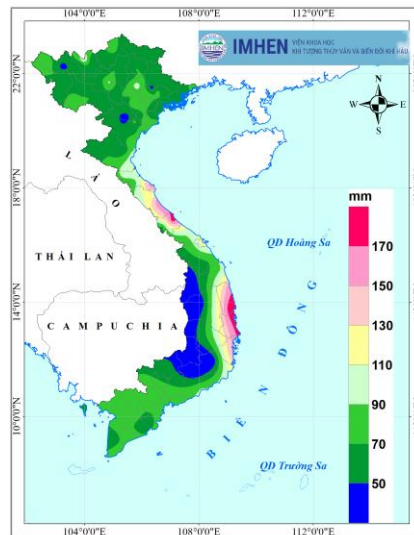 104°0'0"E
108°0'0"E
112°0'0"E
IMHEN VIỆN KHOA HỌC
KHÍ TƯỢNG THỦY VĂN VÀ BIẾN ĐỔI KHÍ HẬU
22°0'0"N
N
W
E
S
LÀO
18°0'0"N
mm
QĐ Hoàng Sa
170
THÁI LAN
150
14°0'0"N
130
CAMPUCHIA
110
BIỂN ĐÔNG
90
10°0'0"N
70
QĐ Trường Sa
50
104°0'0"E
108°0'0"E
112°0'0"E